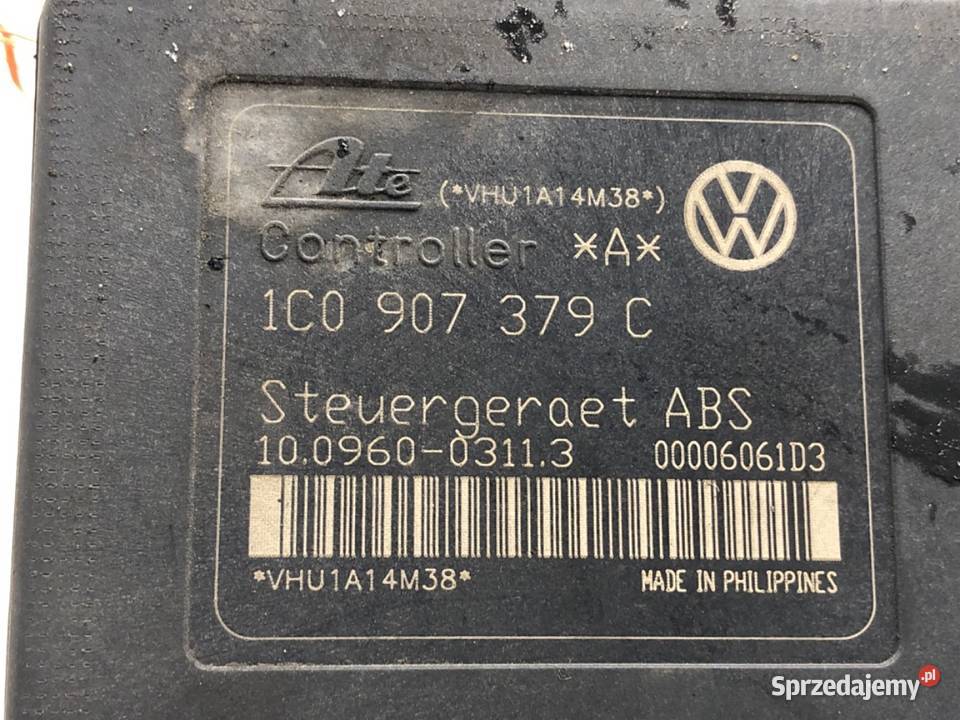 Ate (*VHU1A14M38*)
Controller *A*
1C0 907 379 C
Steuergeraet ABS
10.0960-0311.3 00006061D3
*VHU1A14M38* MADE IN PHILIPPINES
Sprzedajemy.pl